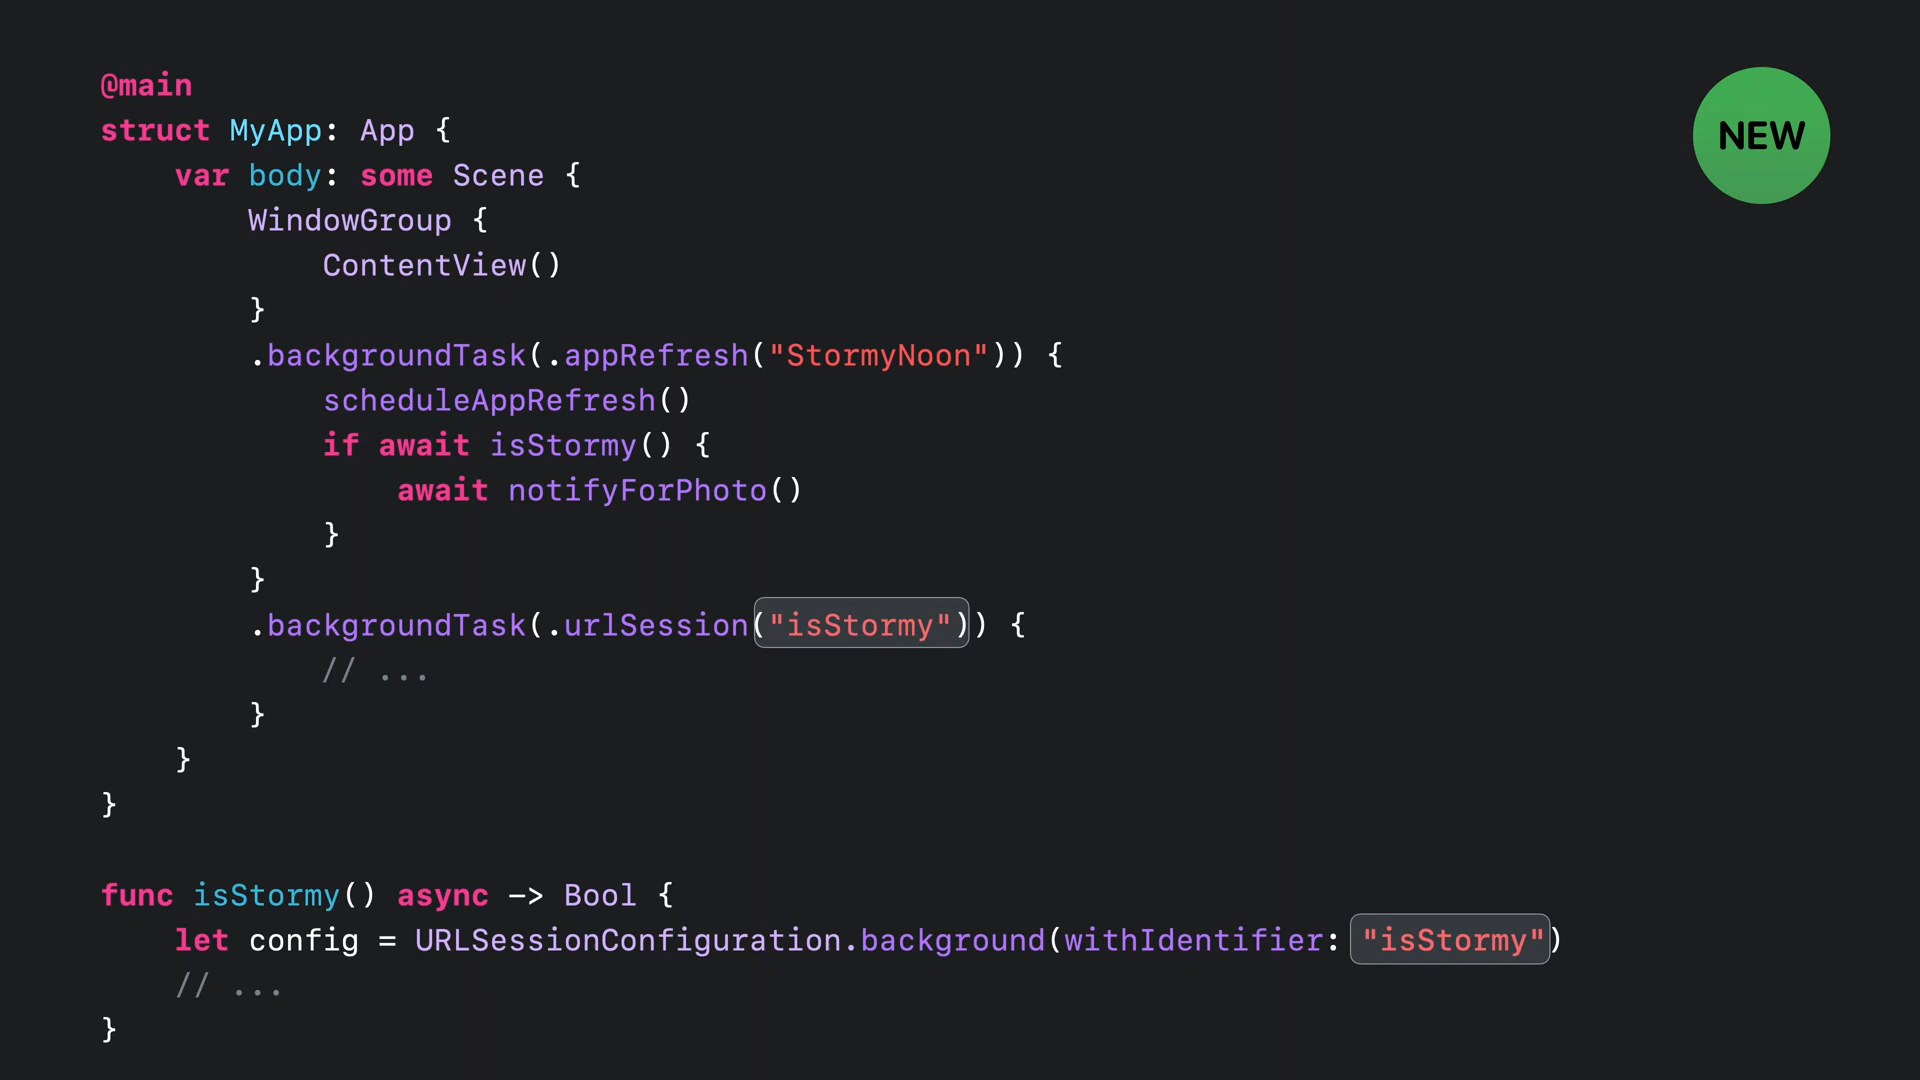 @main
struct MyApp: App {
    var body: some Scene {
        WindowGroup {
            ContentView()
        }
        .backgroundTask(.appRefresh("StormyNoon")) {
            scheduleAppRefresh()
            if await isStormy() {
                await notifyForPhoto()
            }
        }
        .backgroundTask(.urlSession("isStormy")) {
            // ...
        }
    }
}

func isStormy() async -> Bool {
    let config = URLSessionConfiguration.background(withIdentifier: "isStormy")
    // ...
}
NEW